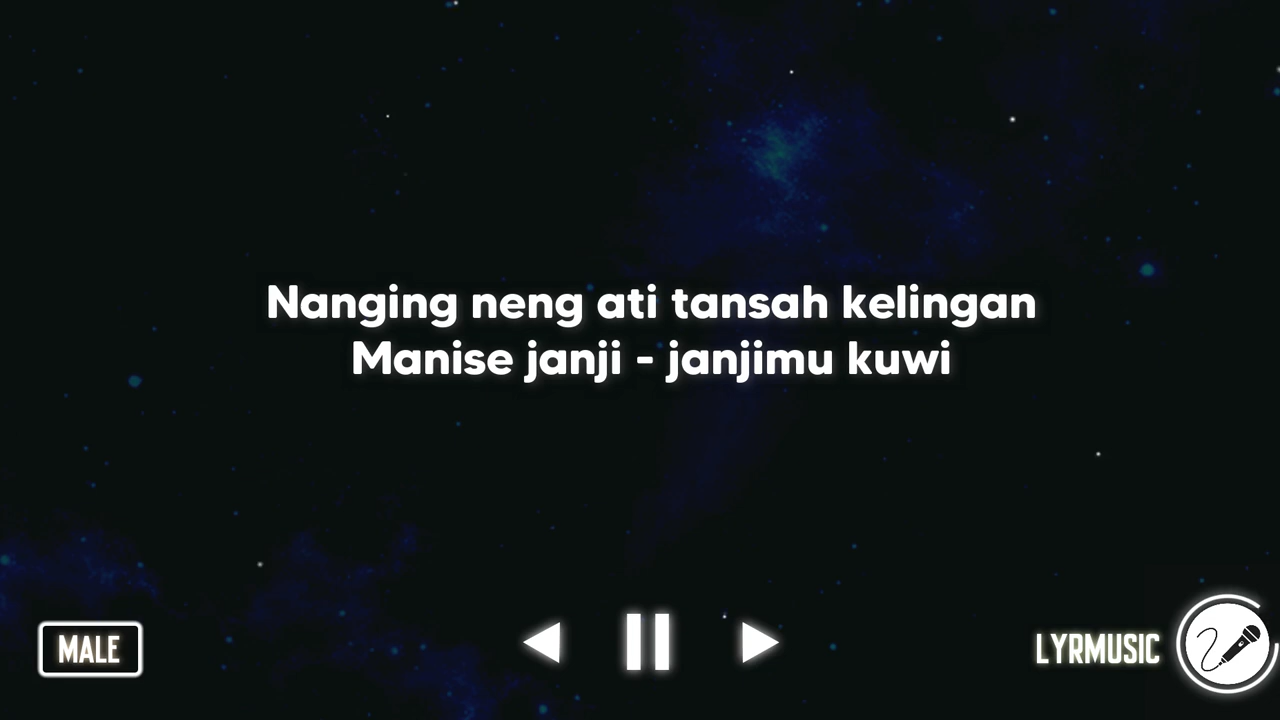 Nanging neng ati tansah kelingan
Manise janji - janjimu kuwi
MALE
LYRMUSIC